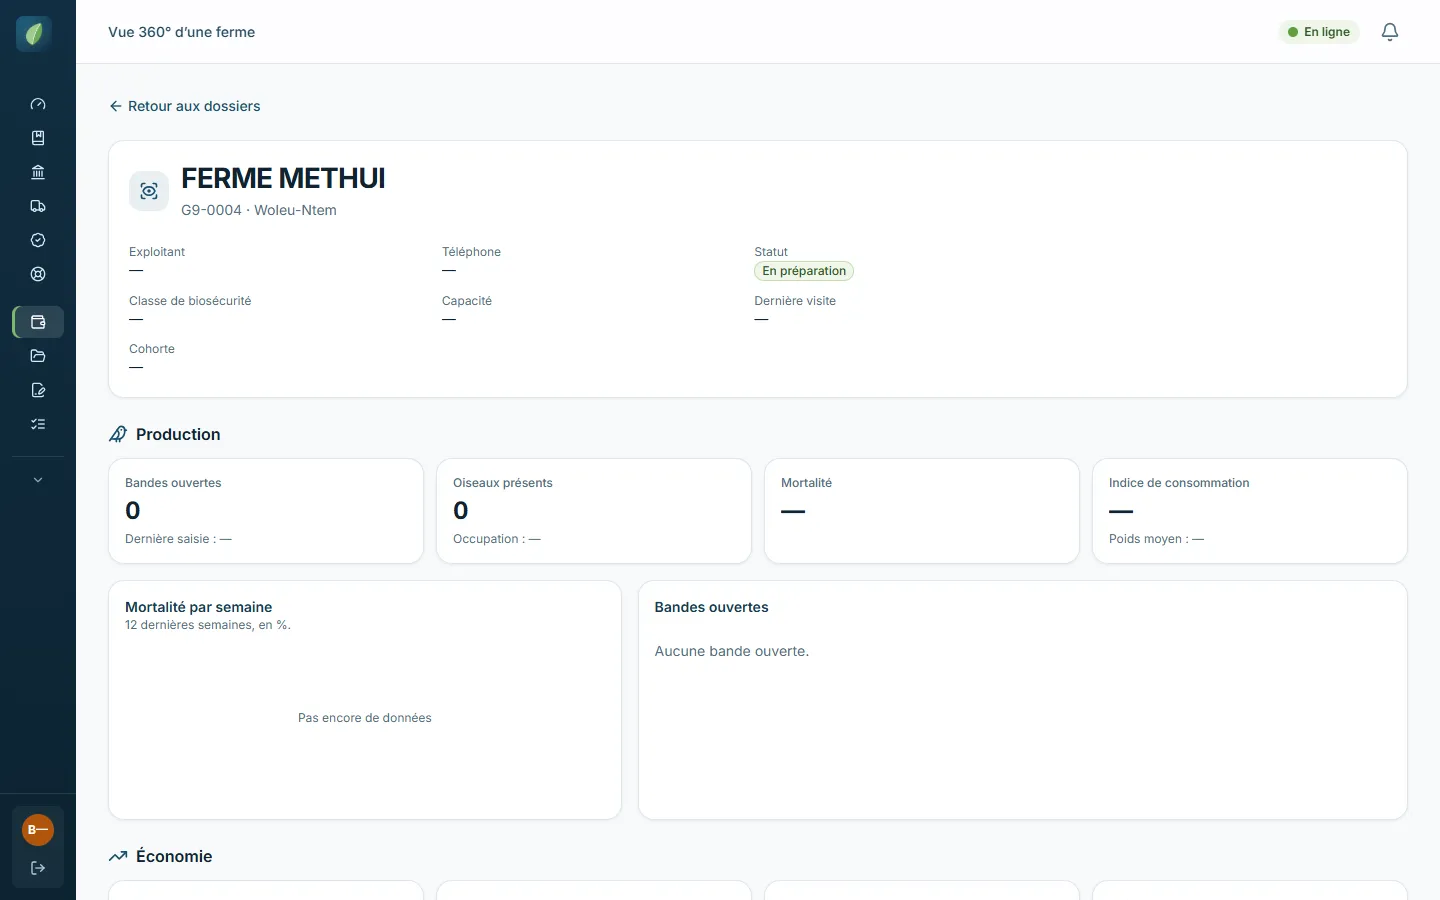 Vue 360° d’une ferme
En ligne
Retour aux dossiers
FERME METHUI
G9-0004 · Woleu-Ntem
Exploitant
—
Téléphone
—
Statut
En préparation
Classe de biosécurité
—
Capacité
—
Dernière visite
—
Cohorte
—
Production
Bandes ouvertes
0
Dernière saisie : —
Oiseaux présents
0
Occupation : —
Mortalité
—
Indice de consommation
—
Poids moyen : —
Mortalité par semaine
12 dernières semaines, en %.
Pas encore de données
Bandes ouvertes
Aucune bande ouverte.
Économie
B—